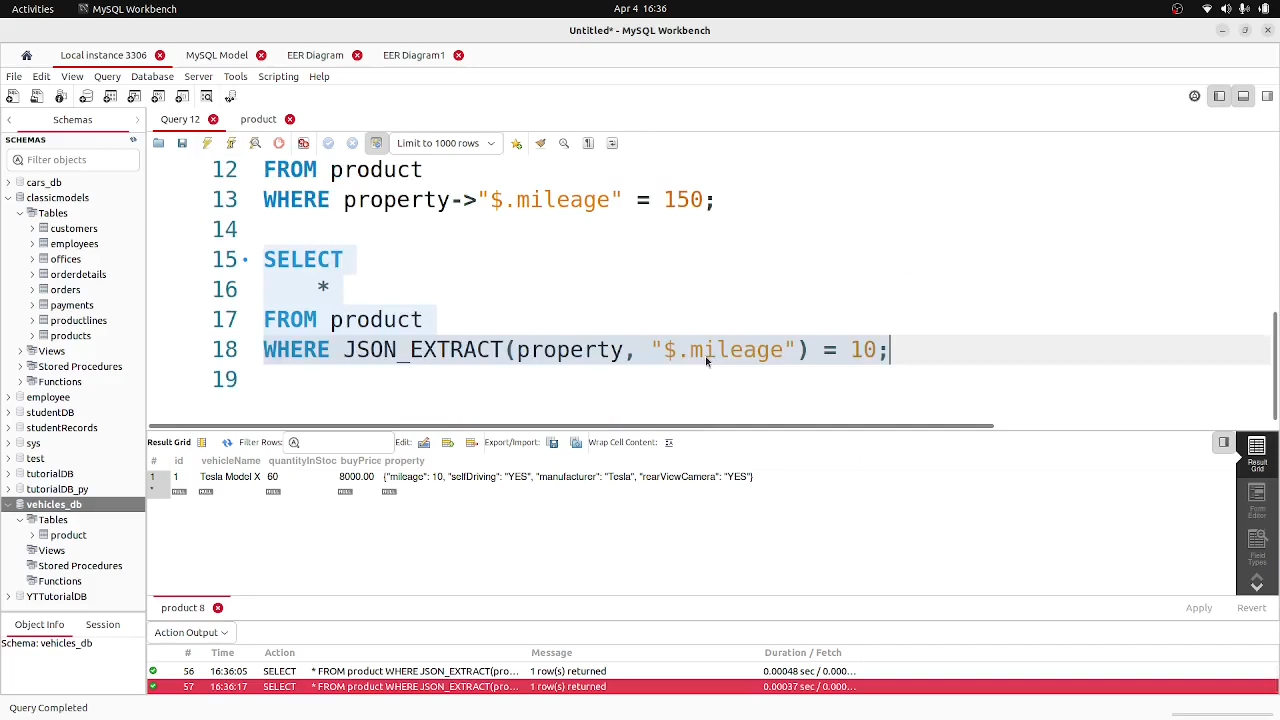 Activities MySQL Workbench Apr 4 16:36
Untitled* - MySQL Workbench
Local instance 3306 MySQL Model EER Diagram EER Diagram1
File Edit View Query Database Server Tools Scripting Help
Schemas Query 12 product
SCHEMAS
Limit to 1000 rows
Filter objects
12 FROM product
13 WHERE property->"$.mileage" = 150;
14
15 SELECT
16 *
17 FROM product
18 WHERE JSON_EXTRACT(property, "$.mileage") = 10;
19
cars_db
classicmodels
Tables
customers
employees
offices
orderdetails
orders
payments
productlines
products
Views
Stored Procedures
Functions
employee
studentDB
studentRecords
sys
test
tutorialDB
tutorialDB_py
vehicles_db
Tables
product
Views
Stored Procedures
Functions
YTTutorialDB
Result Grid Filter Rows: Edit: Export/Import: Wrap Cell Content:
# id vehicleName quantityInStoc buyPrice property
1 1 Tesla Model X 60 8000.00 {"mileage": 10, "selfDriving": "YES", "manufacturer": "Tesla", "rearViewCamera": "YES"}
* NULL NULL NULL NULL NULL
Result Grid
Form Editor
Field Types
product 8 Apply Revert
Object Info Session
Schema: vehicles_db
Action Output
# Time Action Message Duration / Fetch
56 16:36:05 SELECT * FROM product WHERE JSON_EXTRACT(pro... 1 row(s) returned 0.00048 sec / 0.000...
57 16:36:17 SELECT * FROM product WHERE JSON_EXTRACT(pro... 1 row(s) returned 0.00037 sec / 0.000...
Query Completed